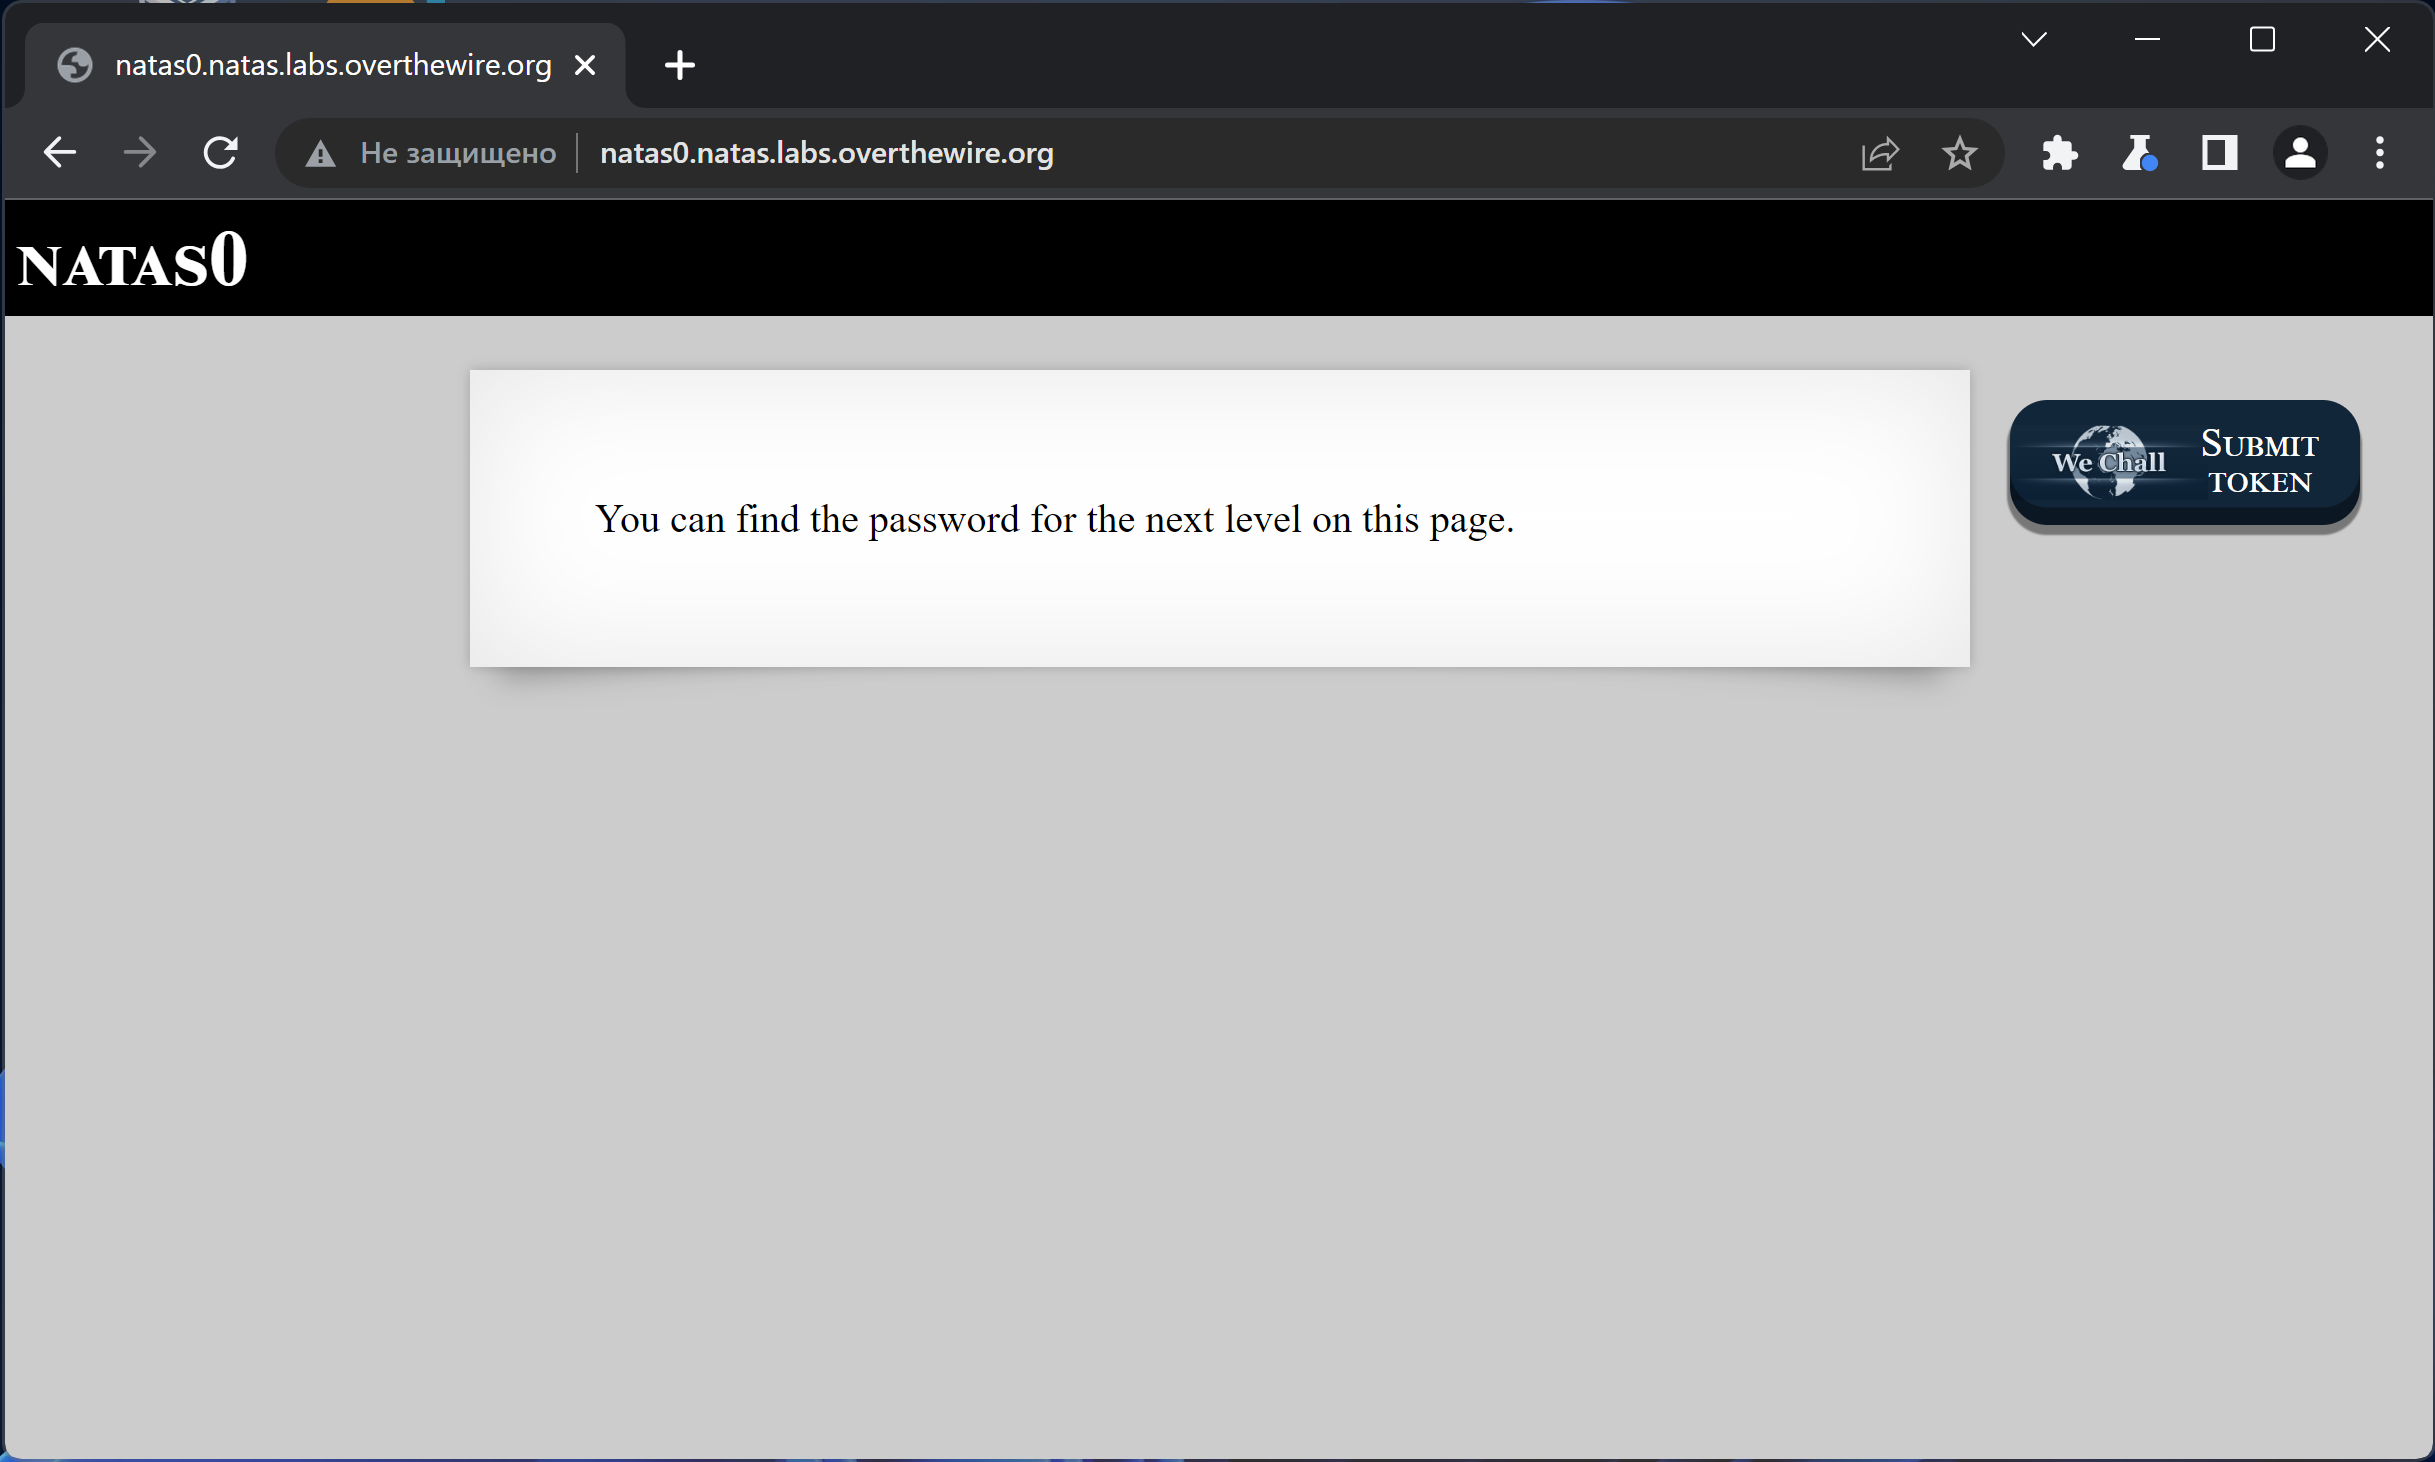 natas0.natas.labs.overthewire.org
Не защищено natas0.natas.labs.overthewire.org
NATAS0
You can find the password for the next level on this page.
We Chall
SUBMIT
TOKEN